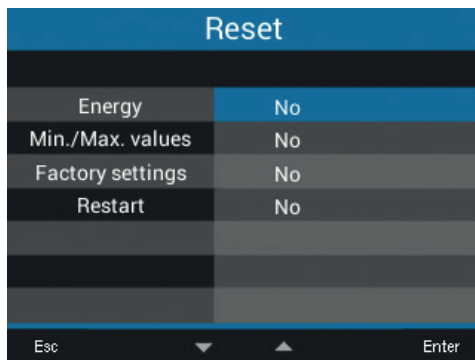 Reset
Energy No
Min./Max. values No
Factory settings No
Restart No
Esc Enter